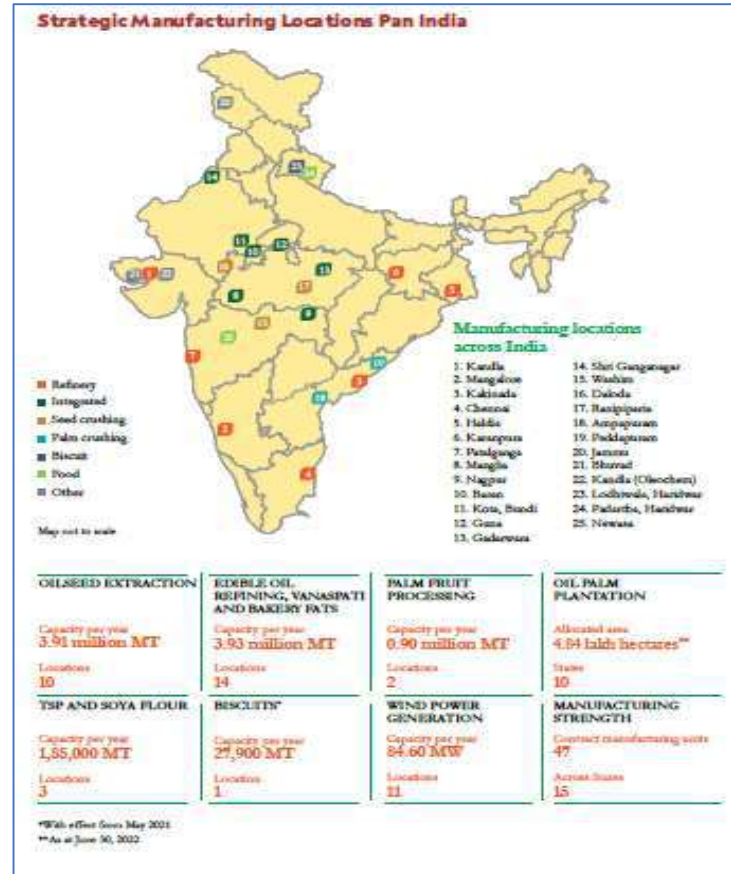 Strategic Manufacturing Locations Pan India
Refinery
Integrated
Seed crushing
Palm crushing
Biscuit
Food
Other
Map not to scale
Manufacturing locations
across India
1. Kandla
2. Mangalore
3. Kakinada
4. Chennai
5. Haldia
6. Karanpura
7. Patalganga
8. Manglia
9. Nagpur
10. Baran
11. Kota, Bundi
12. Guna
13. Gadarwara
14. Shri Ganganagar
15. Washim
16. Daloda
17.
18. Ampapuram
19. Peddapuram
20. Jammu
21.
22. Kandla (Oleochem)
23. Lodhiwala, Haridwar
24. Padartha, Haridwar
25. Newasa
OILSEED EXTRACTION
Capacity per year
3.91 million MT
Locations
10
EDIBLE OIL
REFINING, VANASPATI
AND BAKERY FATS
Capacity per year
3.93 million MT
Locations
14
PALM FRUIT
PROCESSING
Capacity per year
0.90 million MT
Locations
2
OIL PALM
PLANTATION
Allocated area
lakh hectares**
States
10
TSP AND SOYA FLOUR
Capacity per year
MT
Locations
3
BISCUITS*
Capacity per year
27,900 MT
Location
1
WIND POWER
GENERATION
Capacity per year
84.60 MW
Locations
11
MANUFACTURING
STRENGTH
Contract manufacturing units
47
Across States
15
*With effect from May 2021
**As at June 30, 2022